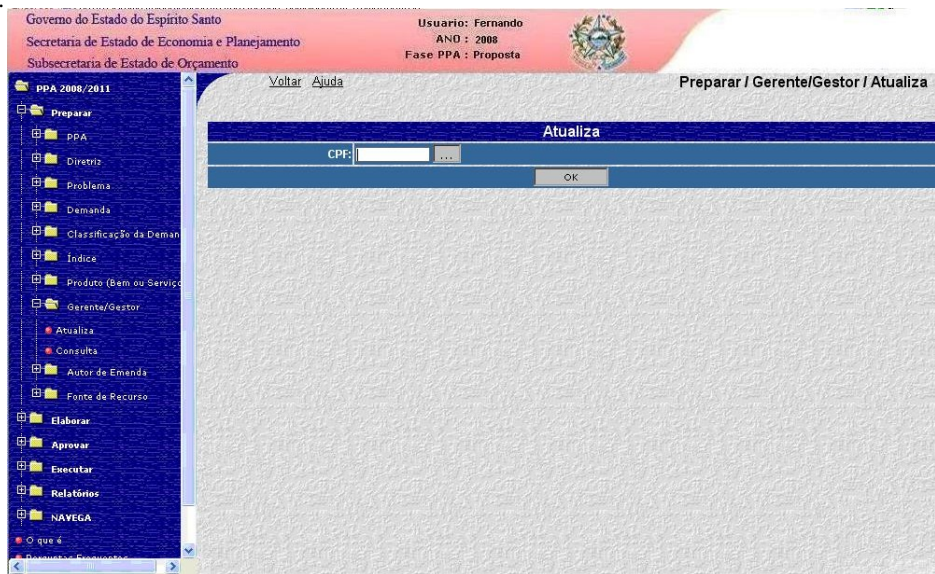 Governo do Estado do Espírito Santo
Secretaria de Estado de Economia e Planejamento
Subsecretaria de Estado de Orçamento
Usuario: Fernando
ANO : 2008
Fase PPA : Proposta
Voltar Ajuda
Preparar / Gerente/Gestor / Atualiza
PPA 2008/2011
Preparar
PPA
Diretriz
Problema
Demanda
Classificação da Deman
Índice
Produto (Bem ou Serviço
Gerente/Gestor
Atualiza
Consulta
Autor de Emenda
Fonte de Recurso
Elaborar
Aprovar
Executar
Relatórios
NAVEGA
O que é
Perguntas Frequentes
Atualiza
CPF: ...
OK